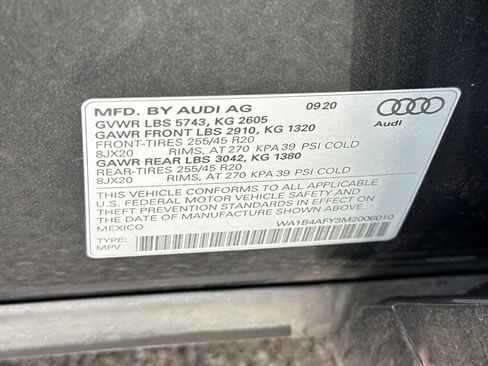 MFD. BY AUDI AG 0920
GVWR LBS 5743, KG 2605
GAWR FRONT LBS 2910, KG 1320
FRONT-TIRES 255/45 R20
8JX20 RIMS, AT 270 KPA 39 PSI COLD
GAWR REAR LBS 3042, KG 1380
REAR-TIRES 255/45 R20
8JX20 RIMS, AT 270 KPA 39 PSI COLD
THIS VEHICLE CONFORMS TO ALL APPLICABLE
U.S. FEDERAL MOTOR VEHICLE SAFETY AND
THEFT PREVENTION STANDARDS IN EFFECT ON
THE DATE OF MANUFACTURE SHOWN ABOVE
MEXICO
TYPE:
MPV
WA1B4AFY3M2006010
Audi